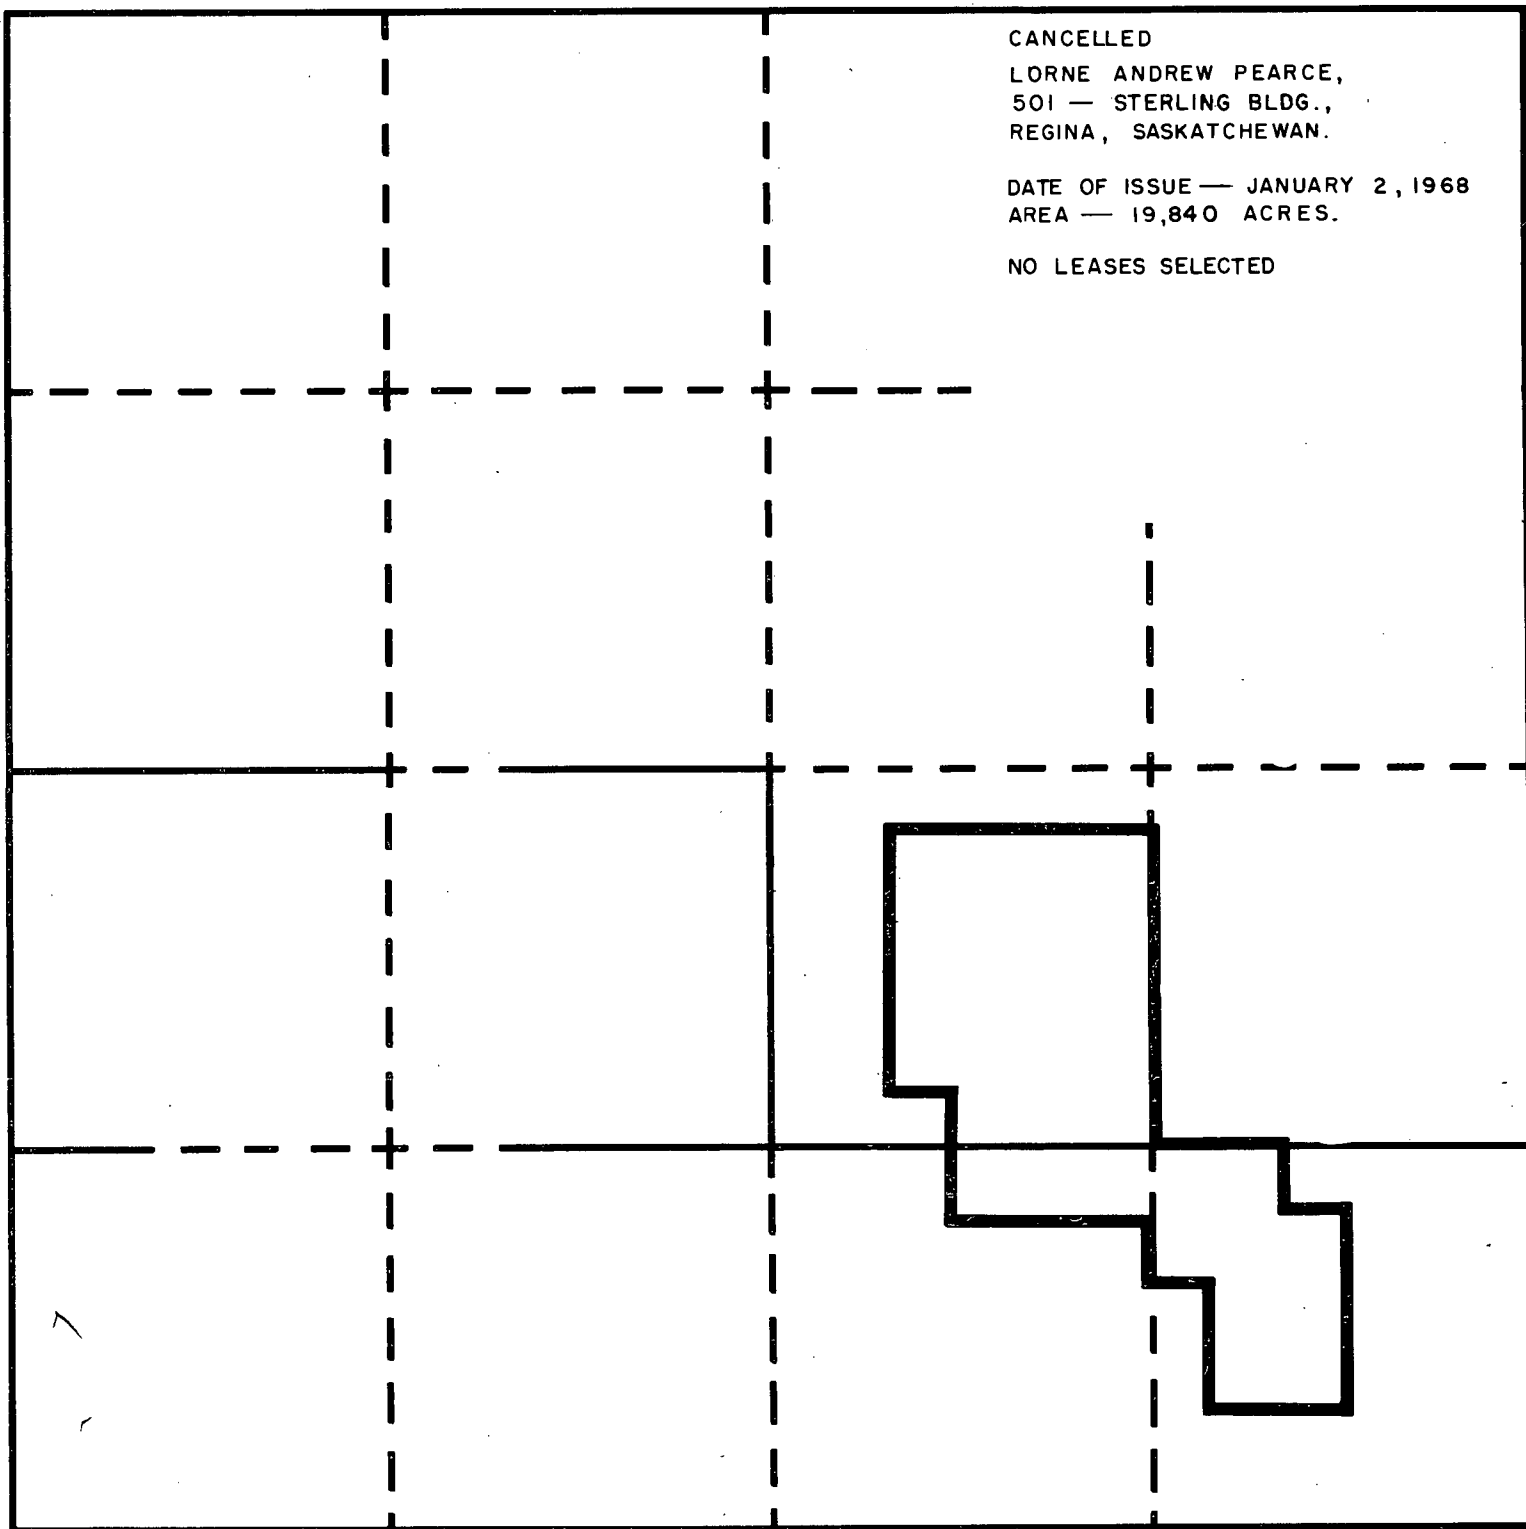 CANCELLED
LORNE ANDREW PEARCE,
501 — STERLING BLDG.,
REGINA, SASKATCHEWAN.
DATE OF ISSUE — JANUARY 2, 1968
AREA — 19,840 ACRES.
NO LEASES SELECTED